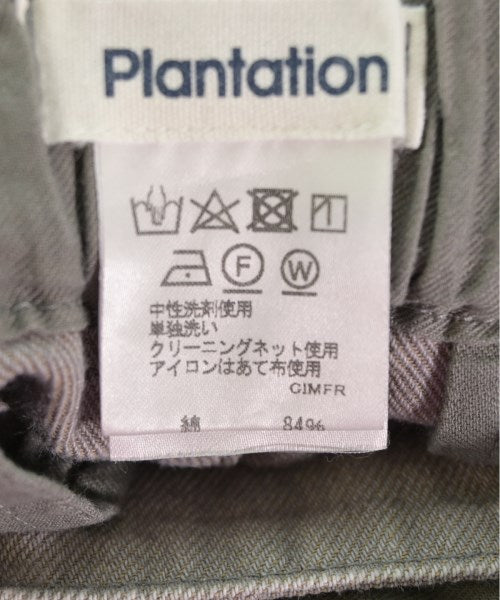 Plantation
F W
中性洗剤使用
単独洗い
クリーニングネット使用
アイロンはあて布使用
GIMFR
綿 84%